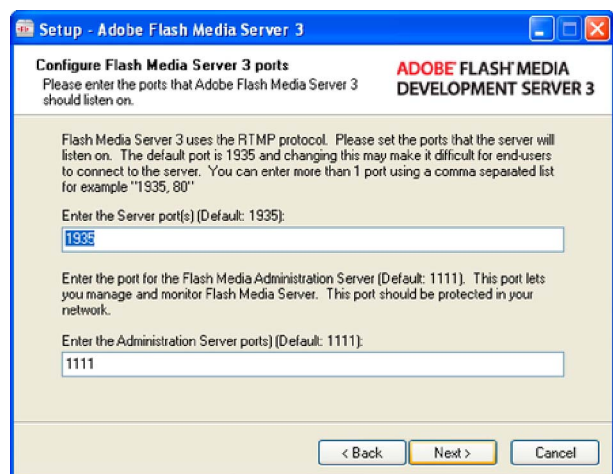 Setup - Adobe Flash Media Server 3
Configure Flash Media Server 3 ports
Please enter the ports that Adobe Flash Media Server 3
should listen on.
ADOBE® FLASH® MEDIA
DEVELOPMENT SERVER 3
Flash Media Server 3 uses the RTMP protocol. Please set the ports that the server will
listen on. The default port is 1935 and changing this may make it difficult for end-users
to connect to the server. You can enter more than 1 port using a comma separated list
for example "1935, 80"
Enter the Server port(s) (Default: 1935):
1935
Enter the port for the Flash Media Administration Server (Default: 1111). This port lets
you manage and monitor Flash Media Server. This port should be protected in your
network.
Enter the Administration Server ports) (Default: 1111):
1111
< Back
Next >
Cancel